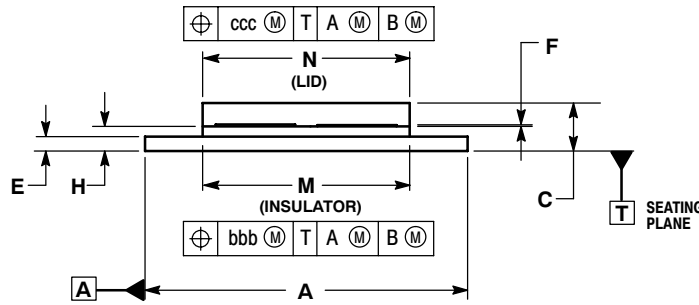 ⌖ ccc Ⓜ T A Ⓜ B Ⓜ
N
(LID)
F
E
H
M
(INSULATOR)
C
T
SEATING
PLANE
⌖ bbb Ⓜ T A Ⓜ B Ⓜ
A
A